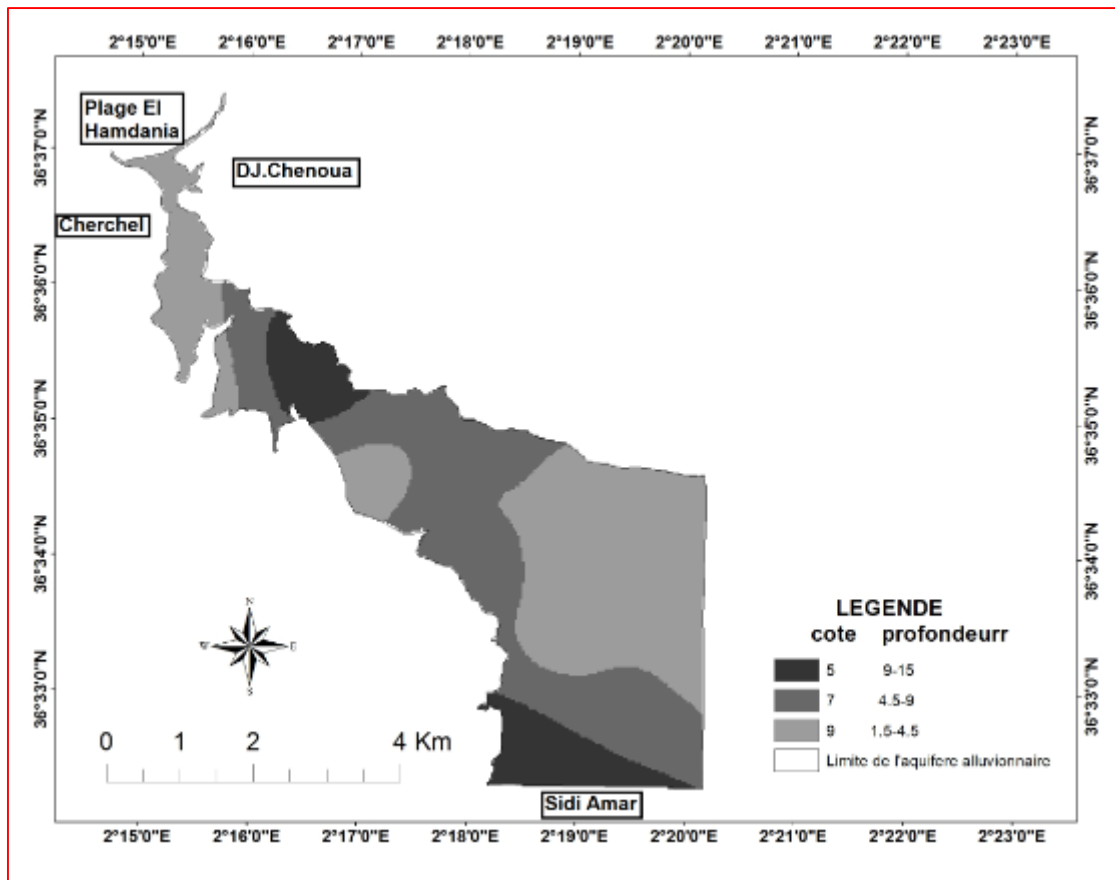 2°15'0"E 2°16'0"E 2°17'0"E 2°18'0"E 2°19'0"E 2°20'0"E 2°21'0"E 2°22'0"E 2°23'0"E
Plage El
Hamdania
DJ.Chenoua
Cherchel
36°37'0"N
36°36'0"N
36°35'0"N
36°34'0"N
36°33'0"N
36°37'0"N
36°36'0"N
36°35'0"N
36°34'0"N
36°33'0"N
N
W E
S
0 1 2 4 Km
LEGENDE
cote profondeurr
5 9-15
7 4.5-9
9 1.5-4.5
Limite de l'aquifere alluvionnaire
Sidi Amar
2°15'0"E 2°16'0"E 2°17'0"E 2°18'0"E 2°19'0"E 2°20'0"E 2°21'0"E 2°22'0"E 2°23'0"E